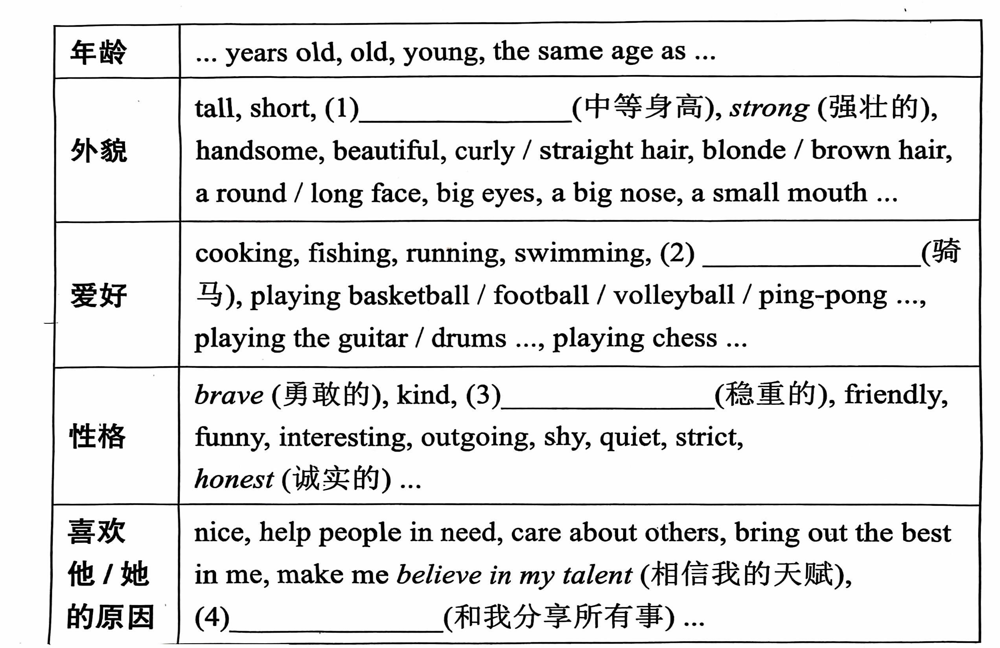 年龄
... years old, old, young, the same age as ...
外貌
tall, short, (1)_______________(中等身高), strong (强壮的),
handsome, beautiful, curly / straight hair, blonde / brown hair,
a round / long face, big eyes, a big nose, a small mouth ...
爱好
cooking, fishing, running, swimming, (2) _______________(骑
马), playing basketball / football / volleyball / ping-pong ...,
playing the guitar / drums ..., playing chess ...
性格
brave (勇敢的), kind, (3)_______________(稳重的), friendly,
funny, interesting, outgoing, shy, quiet, strict,
honest (诚实的) ...
喜欢
他 / 她
的原因
nice, help people in need, care about others, bring out the best
in me, make me believe in my talent (相信我的天赋),
(4)_______________(和我分享所有事) ...